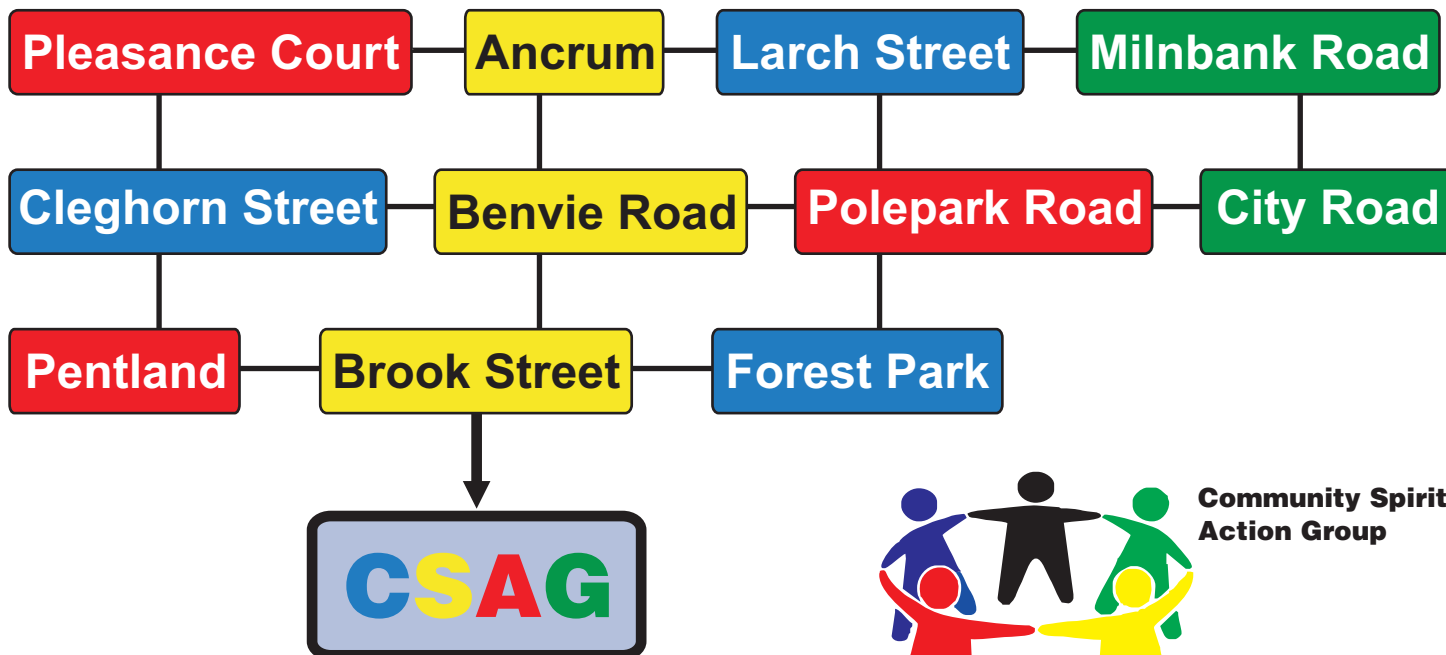 Pleasance Court
Ancrum
Larch Street
Milnbank Road
Cleghorn Street
Benvie Road
Polepark Road
City Road
Pentland
Brook Street
Forest Park
CSAG
Community Spirit
Action Group